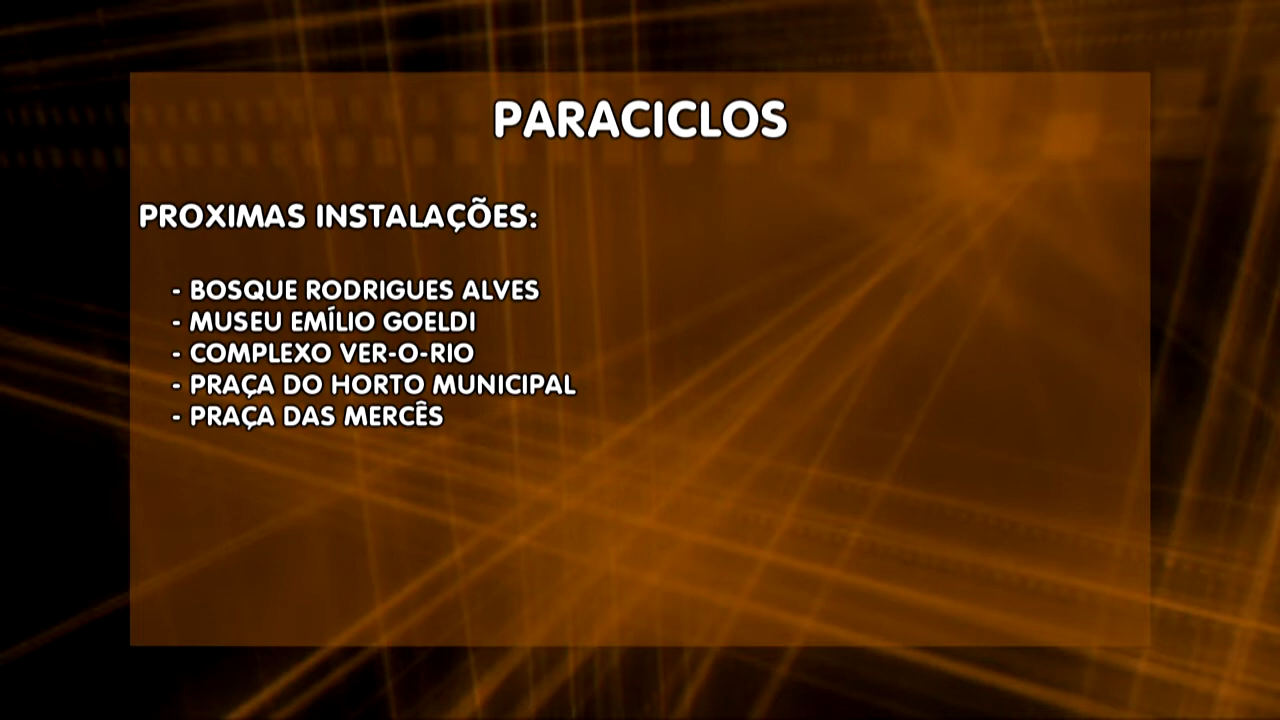 PARACICLOS
PROXIMAS INSTALAÇÕES:
- BOSQUE RODRIGUES ALVES
- MUSEU EMÍLIO GOELDI
- COMPLEXO VER-O-RIO
- PRAÇA DO HORTO MUNICIPAL
- PRAÇA DAS MERCÊS